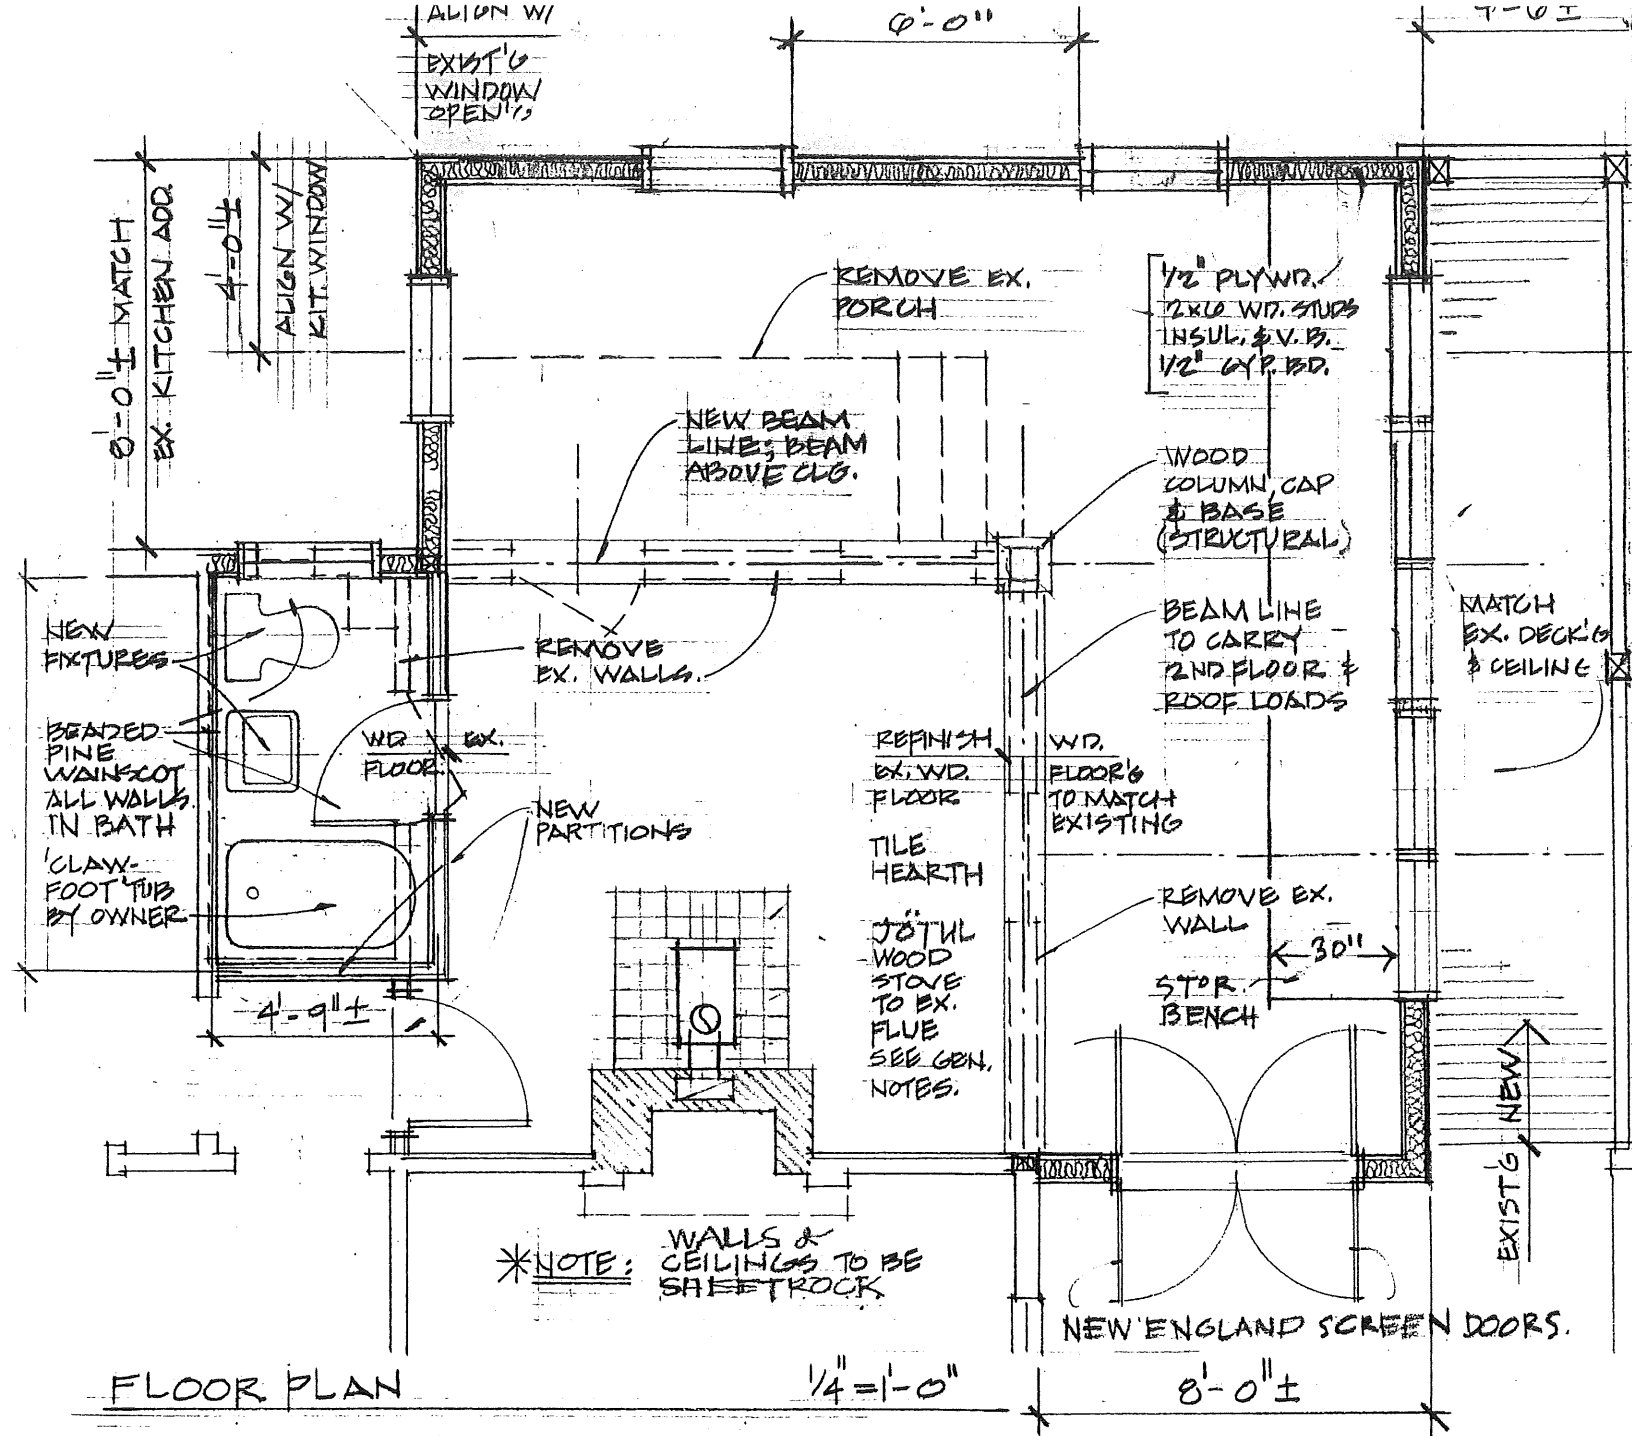 ALIGN W/
EXIST'G
WINDOW
OPEN'G
6'-0"
8'-0"± MATCH
EX. KITCHEN ADD.
4'-0"±
ALIGN W/
KIT. WINDOW
REMOVE EX.
PORCH
1/2" PLYWD.
2x6 WD. STUDS
INSUL. & V.B.
1/2" GYP. BD.
NEW BEAM
LINE; BEAM
ABOVE CLG.
WOOD
COLUMN, CAP
& BASE
(STRUCTURAL)
NEW
FIXTURES
REMOVE
EX. WALLS.
BEAM LINE
TO CARRY
2ND FLOOR &
ROOF LOADS
MATCH
EX. DECK'G
& CEILING
BEADED
PINE
WAINSCOT
ALL WALLS
IN BATH
WD. EX.
FLOOR
REFINISH
EX. WD.
FLOOR
WD.
FLOOR'G
TO MATCH
EXISTING
NEW
PARTITIONS
'CLAW-
FOOT' TUB
BY OWNER
TILE
HEARTH
JÖTUL
WOOD
STOVE
TO EX.
FLUE
SEE GEN.
NOTES.
REMOVE EX.
WALL
30"
STOR.
BENCH
4'-9"±
EXIST'G NEW
*NOTE: WALLS &
CEILINGS TO BE
SHEETROCK
NEW ENGLAND SCREEN DOORS.
FLOOR PLAN 1/4"=1'-0"
8'-0"±